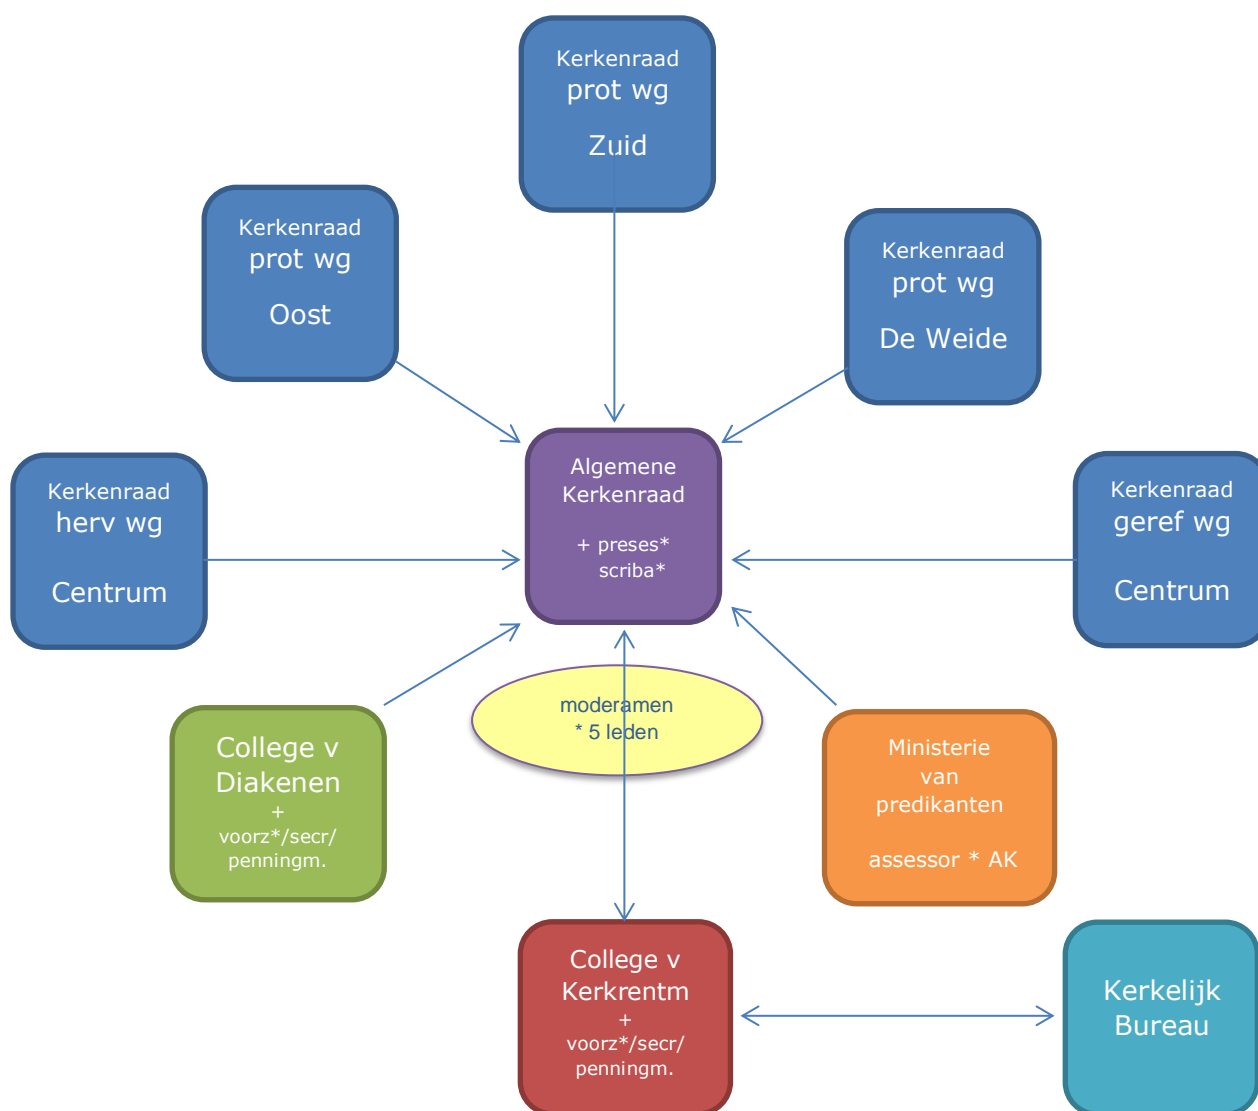 Kerkenraad
prot wg
Zuid
Kerkenraad
prot wg
Oost
Kerkenraad
prot wg
De Weide
Kerkenraad
herv wg
Centrum
Algemene
Kerkenraad
+ preses*
scriba*
Kerkenraad
geref wg
Centrum
College v
Diakenen
+
voorz*/secr/
penningm.
moderamen
* 5 leden
Ministerie
van
predikanten
assessor * AK
College v
Kerkrentm
+
voorz*/secr/
penningm.
Kerkelijk
Bureau